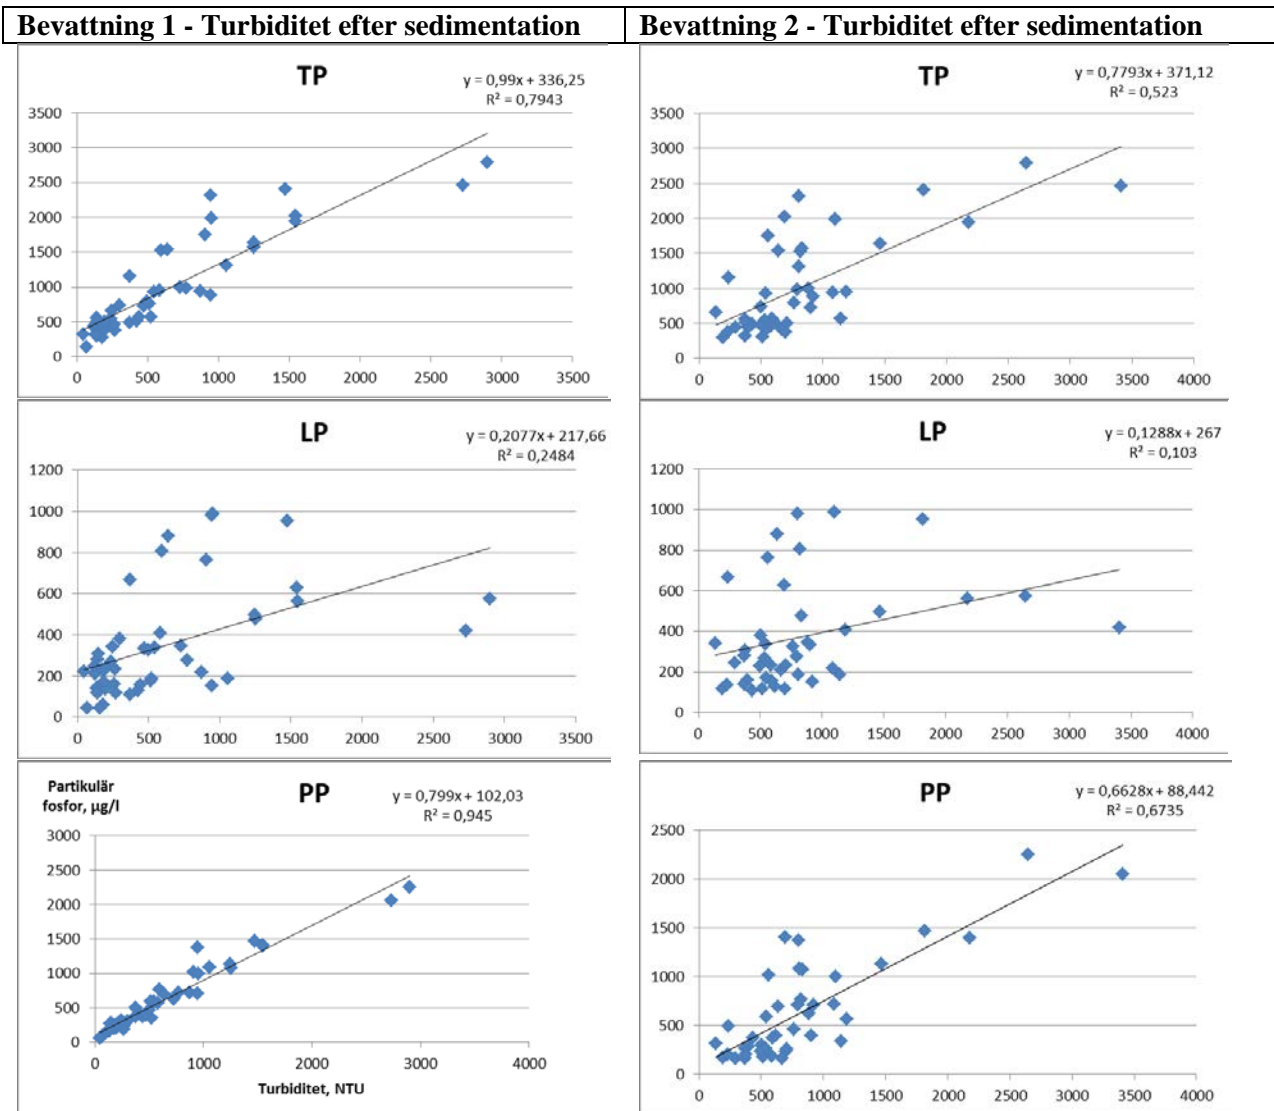 Bevattning 1 - Turbiditet efter sedimentation
Bevattning 2 - Turbiditet efter sedimentation
TP
y = 0,99x + 336,25
R² = 0,7943
3500
3000
2500
2000
1500
1000
500
0
0 500 1000 1500 2000 2500 3000 3500
TP
y = 0,7793x + 371,12
R² = 0,523
3500
3000
2500
2000
1500
1000
500
0
0 500 1000 1500 2000 2500 3000 3500 4000
LP
y = 0,2077x + 217,66
R² = 0,2484
1200
1000
800
600
400
200
0
0 500 1000 1500 2000 2500 3000 3500
LP
y = 0,1288x + 267
R² = 0,103
1200
1000
800
600
400
200
0
0 500 1000 1500 2000 2500 3000 3500 4000
Partikulär
fosfor, µg/l
PP
y = 0,799x + 102,03
R² = 0,945
3000
2500
2000
1500
1000
500
0
0 1000 2000 3000 4000
Turbiditet, NTU
PP
y = 0,6628x + 88,442
R² = 0,6735
2500
2000
1500
1000
500
0
0 500 1000 1500 2000 2500 3000 3500 4000